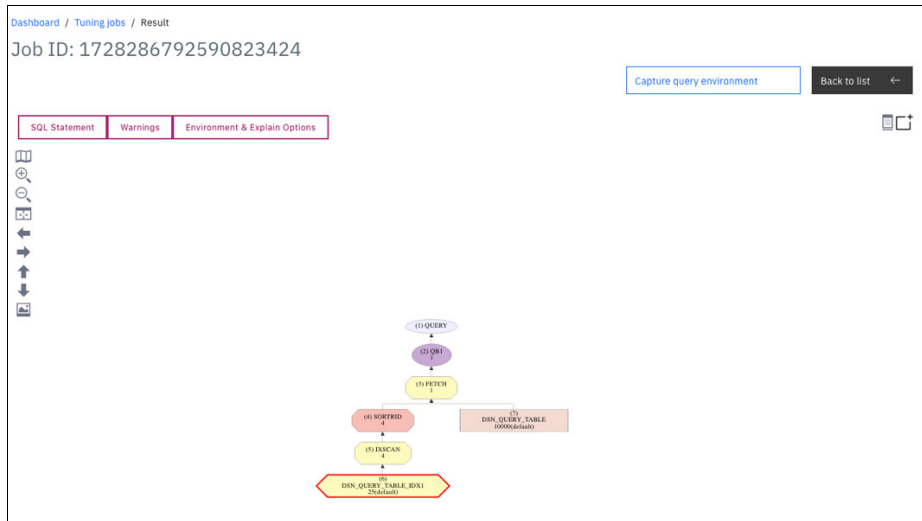 Dashboard / Tuning jobs / Result
Job ID: 1728286792590823424
Capture query environment
Back to list
SQL Statement
Warnings
Environment & Explain Options
(1) QUERY
(2) QB1
1
(3) FETCH
1
(4) SORTRID
4
(7)
DSN_QUERY_TABLE
10000(default)
(5) IXSCAN
4
(6)
DSN_QUERY_TABLE_IDX1
25(default)